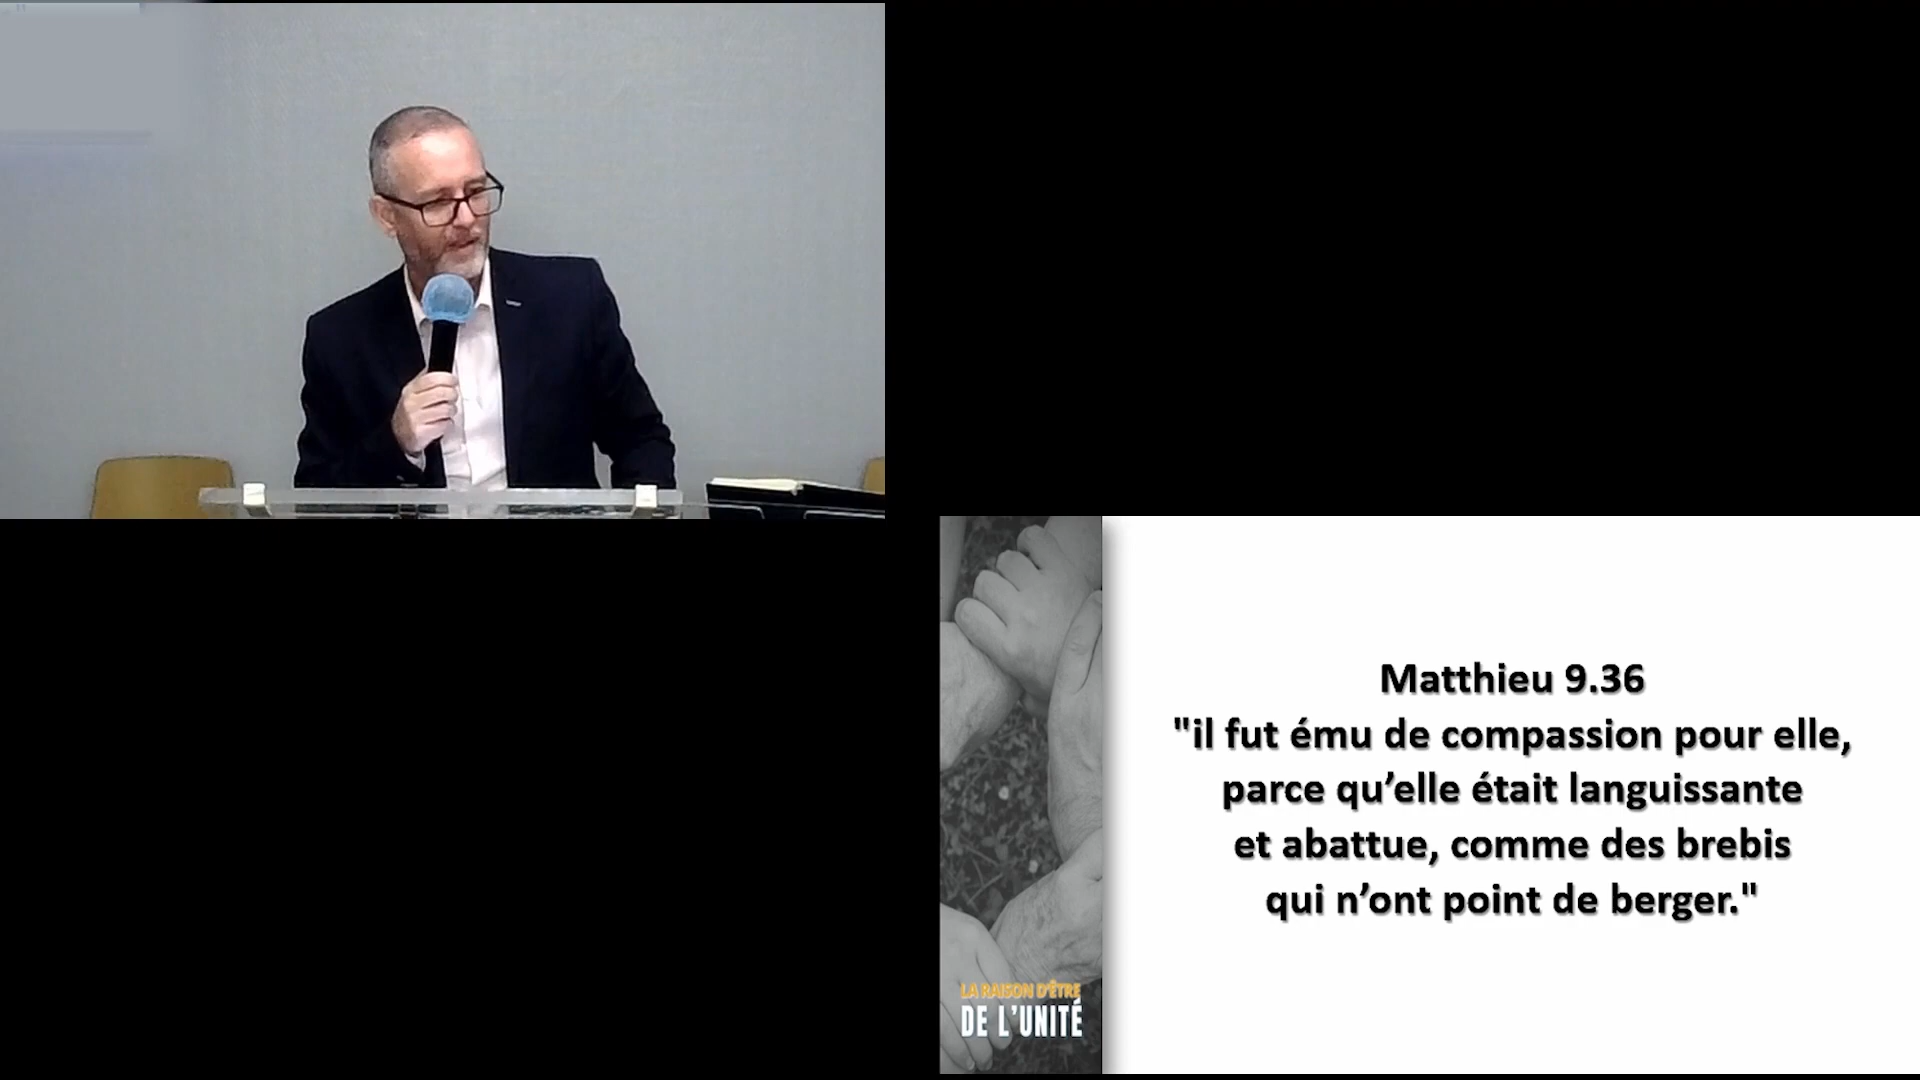 Matthieu 9.36
"il fut ému de compassion pour elle,
parce qu’elle était languissante
et abattue, comme des brebis
qui n’ont point de berger."
LA RAISON D'ÊTRE
DE L'UNITÉ